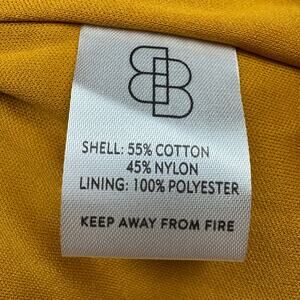 SHELL: 55% COTTON
45% NYLON
LINING: 100% POLYESTER
KEEP AWAY FROM FIRE